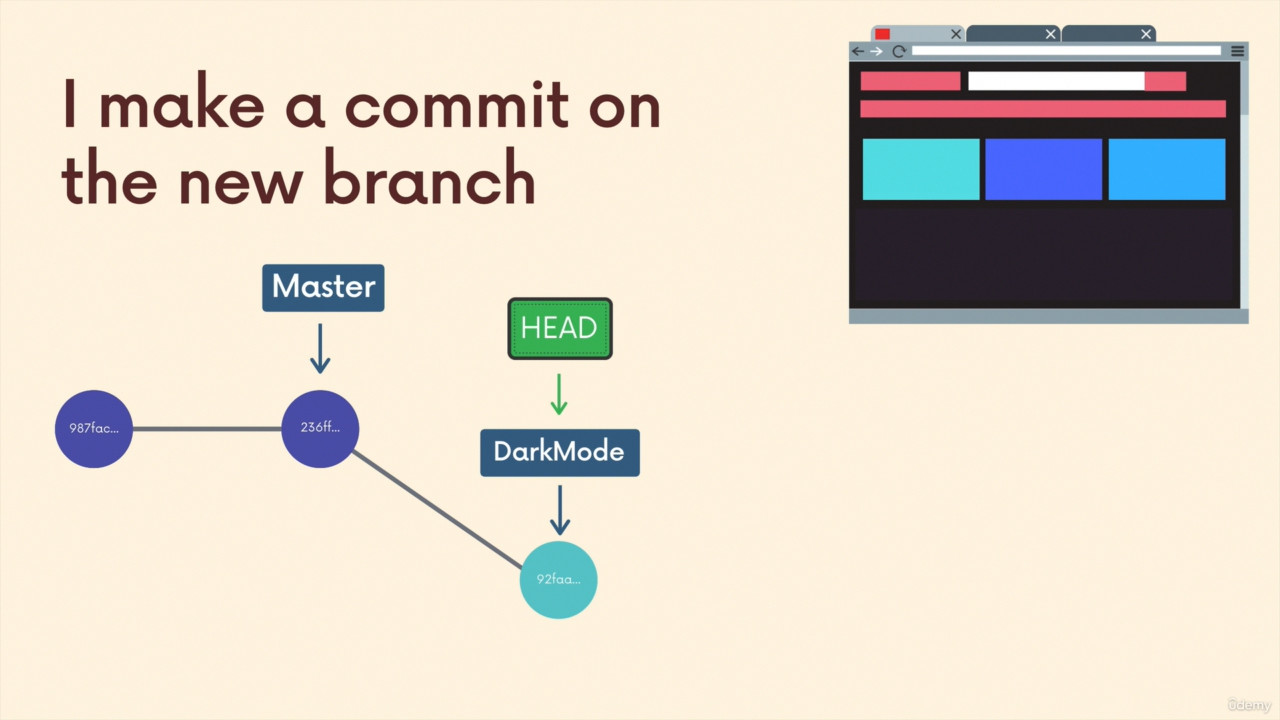 I make a commit on
the new branch
Master
HEAD
987fac...
236ff...
DarkMode
92faa...
ûdemy